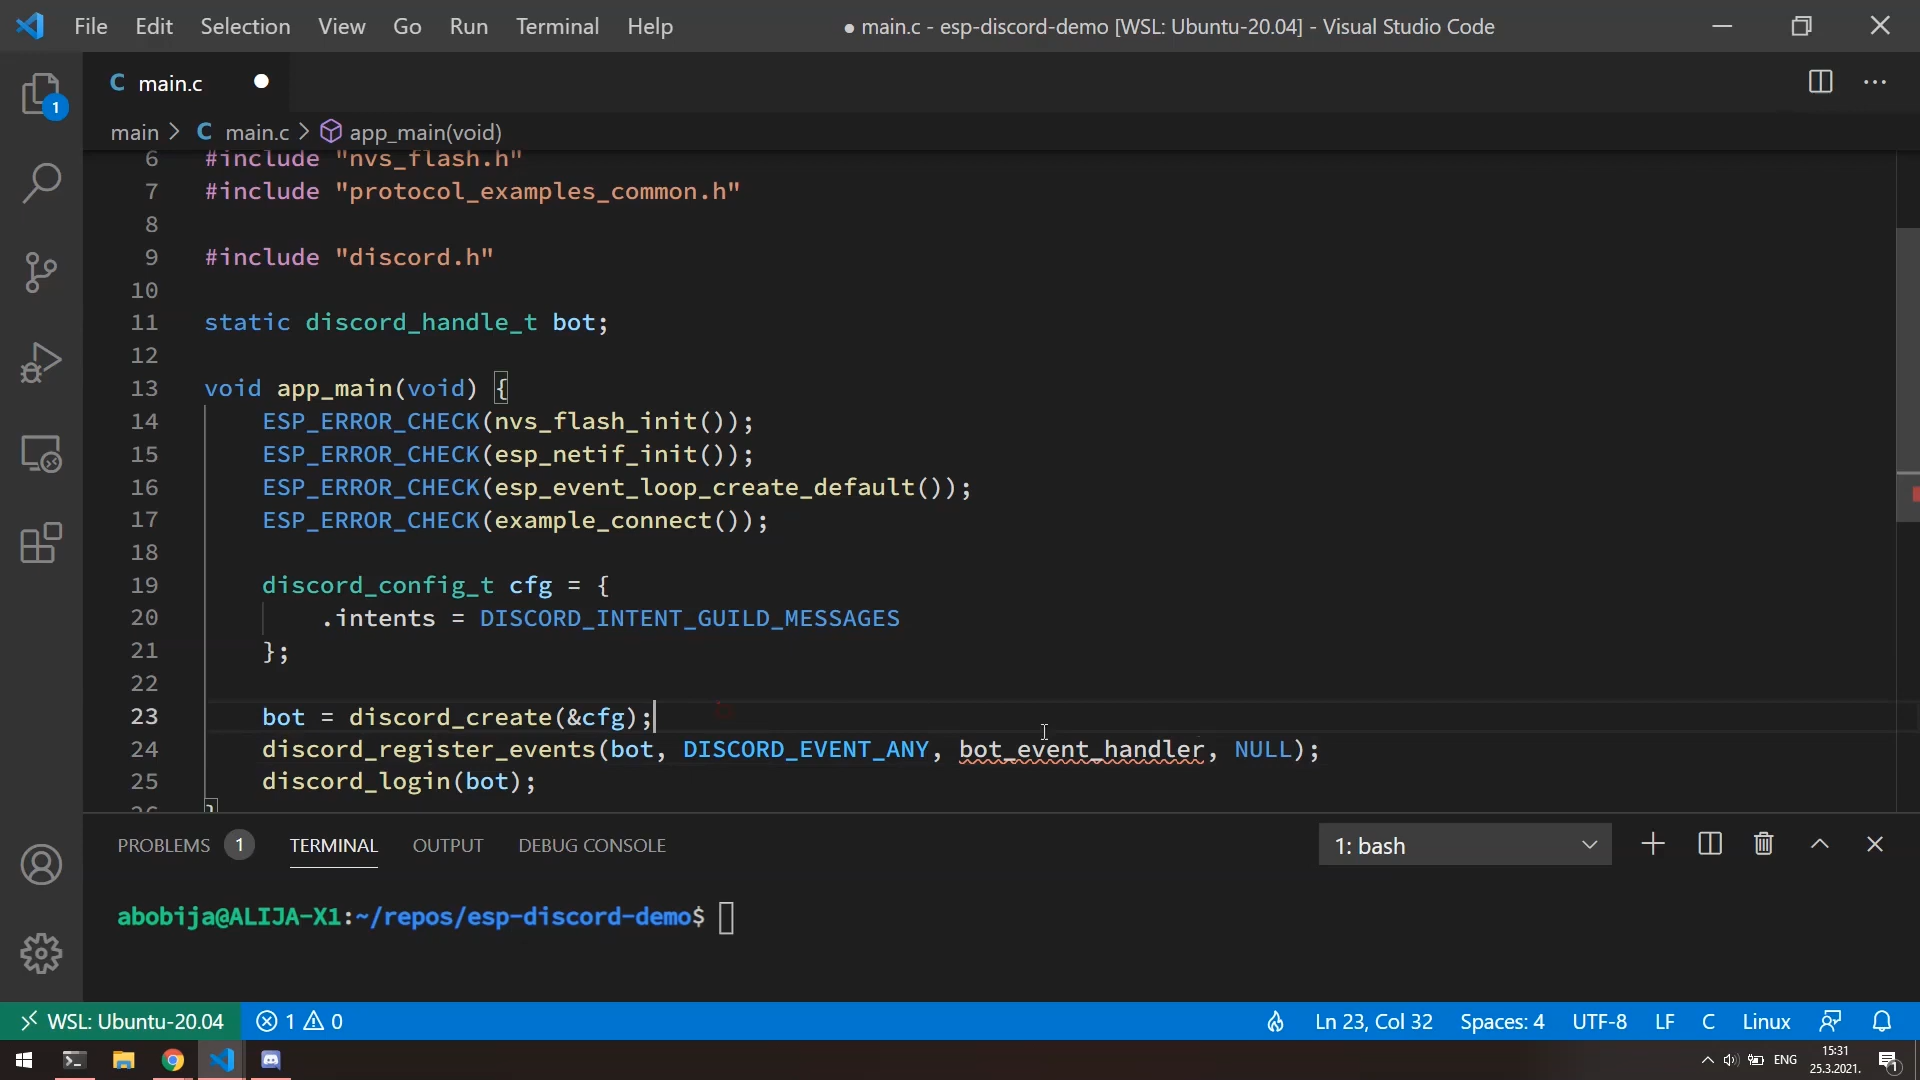 File Edit Selection View Go Run Terminal Help ● main.c - esp-discord-demo [WSL: Ubuntu-20.04] - Visual Studio Code
C main.c
1
main > C main.c > app_main(void)
6 #include "nvs_flash.h"
7 #include "protocol_examples_common.h"
8
9 #include "discord.h"
10
11 static discord_handle_t bot;
12
13 void app_main(void) {
14 ESP_ERROR_CHECK(nvs_flash_init());
15 ESP_ERROR_CHECK(esp_netif_init());
16 ESP_ERROR_CHECK(esp_event_loop_create_default());
17 ESP_ERROR_CHECK(example_connect());
18
19 discord_config_t cfg = {
20 .intents = DISCORD_INTENT_GUILD_MESSAGES
21 };
22
23 bot = discord_create(&cfg);
24 discord_register_events(bot, DISCORD_EVENT_ANY, bot_event_handler, NULL);
25 discord_login(bot);
26 }
PROBLEMS 1 TERMINAL OUTPUT DEBUG CONSOLE 1: bash
abobija@ALIJA-X1:~/repos/esp-discord-demo$
WSL: Ubuntu-20.04 1 0 Ln 23, Col 32 Spaces: 4 UTF-8 LF C Linux
ENG 15:31
25.3.2021. 1